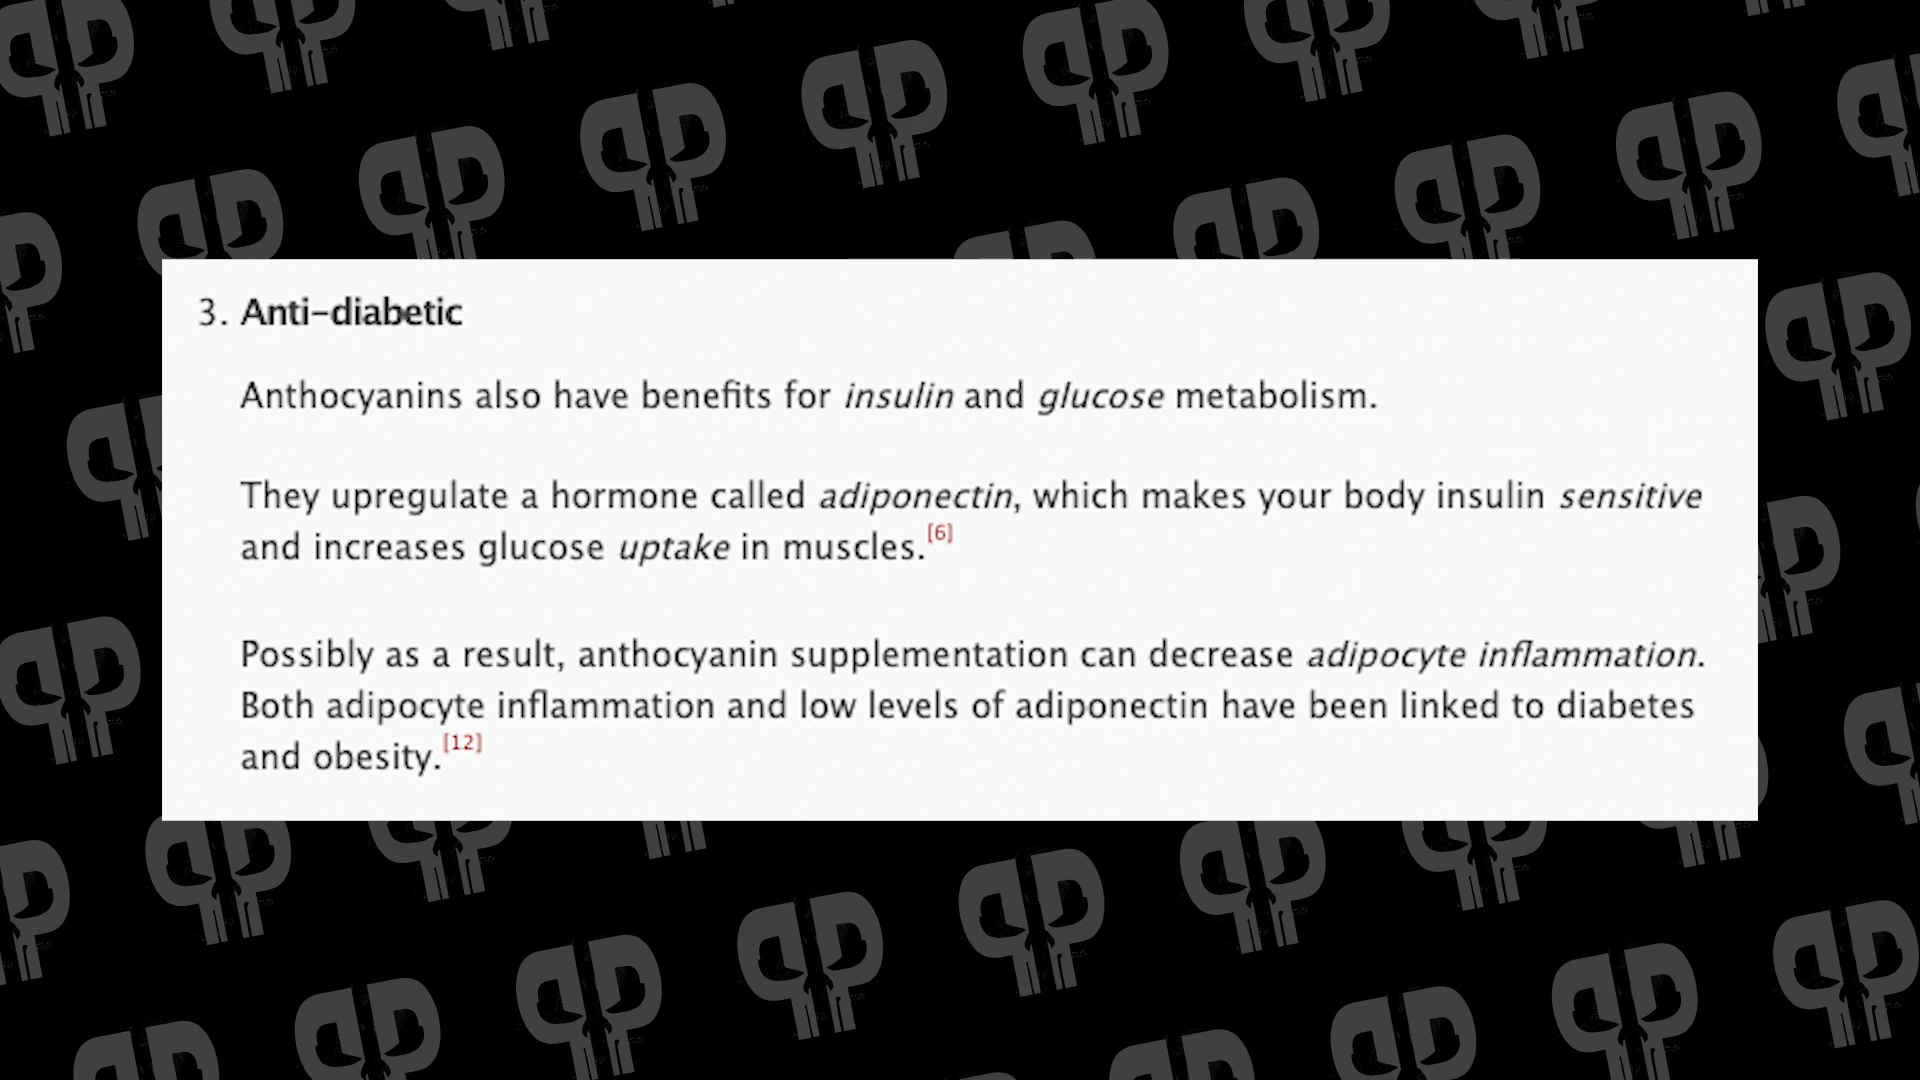 3. Anti-diabetic
Anthocyanins also have benefits for insulin and glucose metabolism.
They upregulate a hormone called adiponectin, which makes your body insulin sensitive
and increases glucose uptake in muscles.[6]
Possibly as a result, anthocyanin supplementation can decrease adipocyte inflammation.
Both adipocyte inflammation and low levels of adiponectin have been linked to diabetes
and obesity.[12]